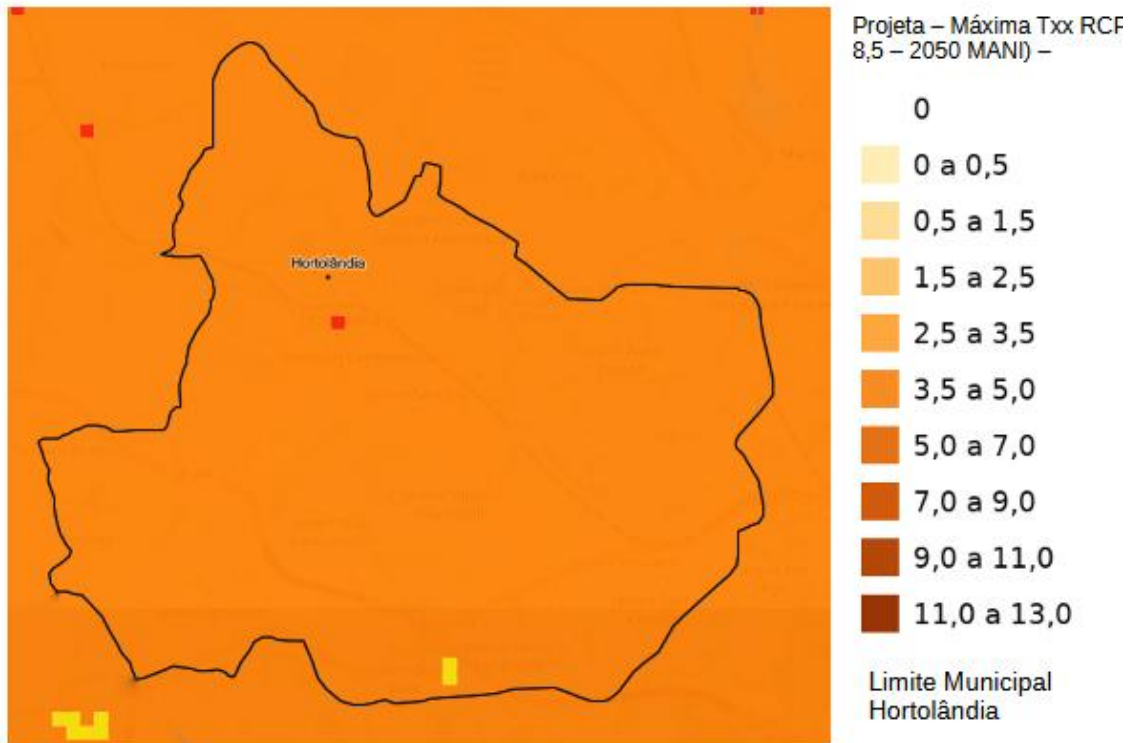 Projeta – Máxima Txx RCP
8,5 – 2050 MANI) –
0
0 a 0,5
0,5 a 1,5
1,5 a 2,5
2,5 a 3,5
3,5 a 5,0
5,0 a 7,0
7,0 a 9,0
9,0 a 11,0
11,0 a 13,0
Limite Municipal
Hortolândia
Hortolândia